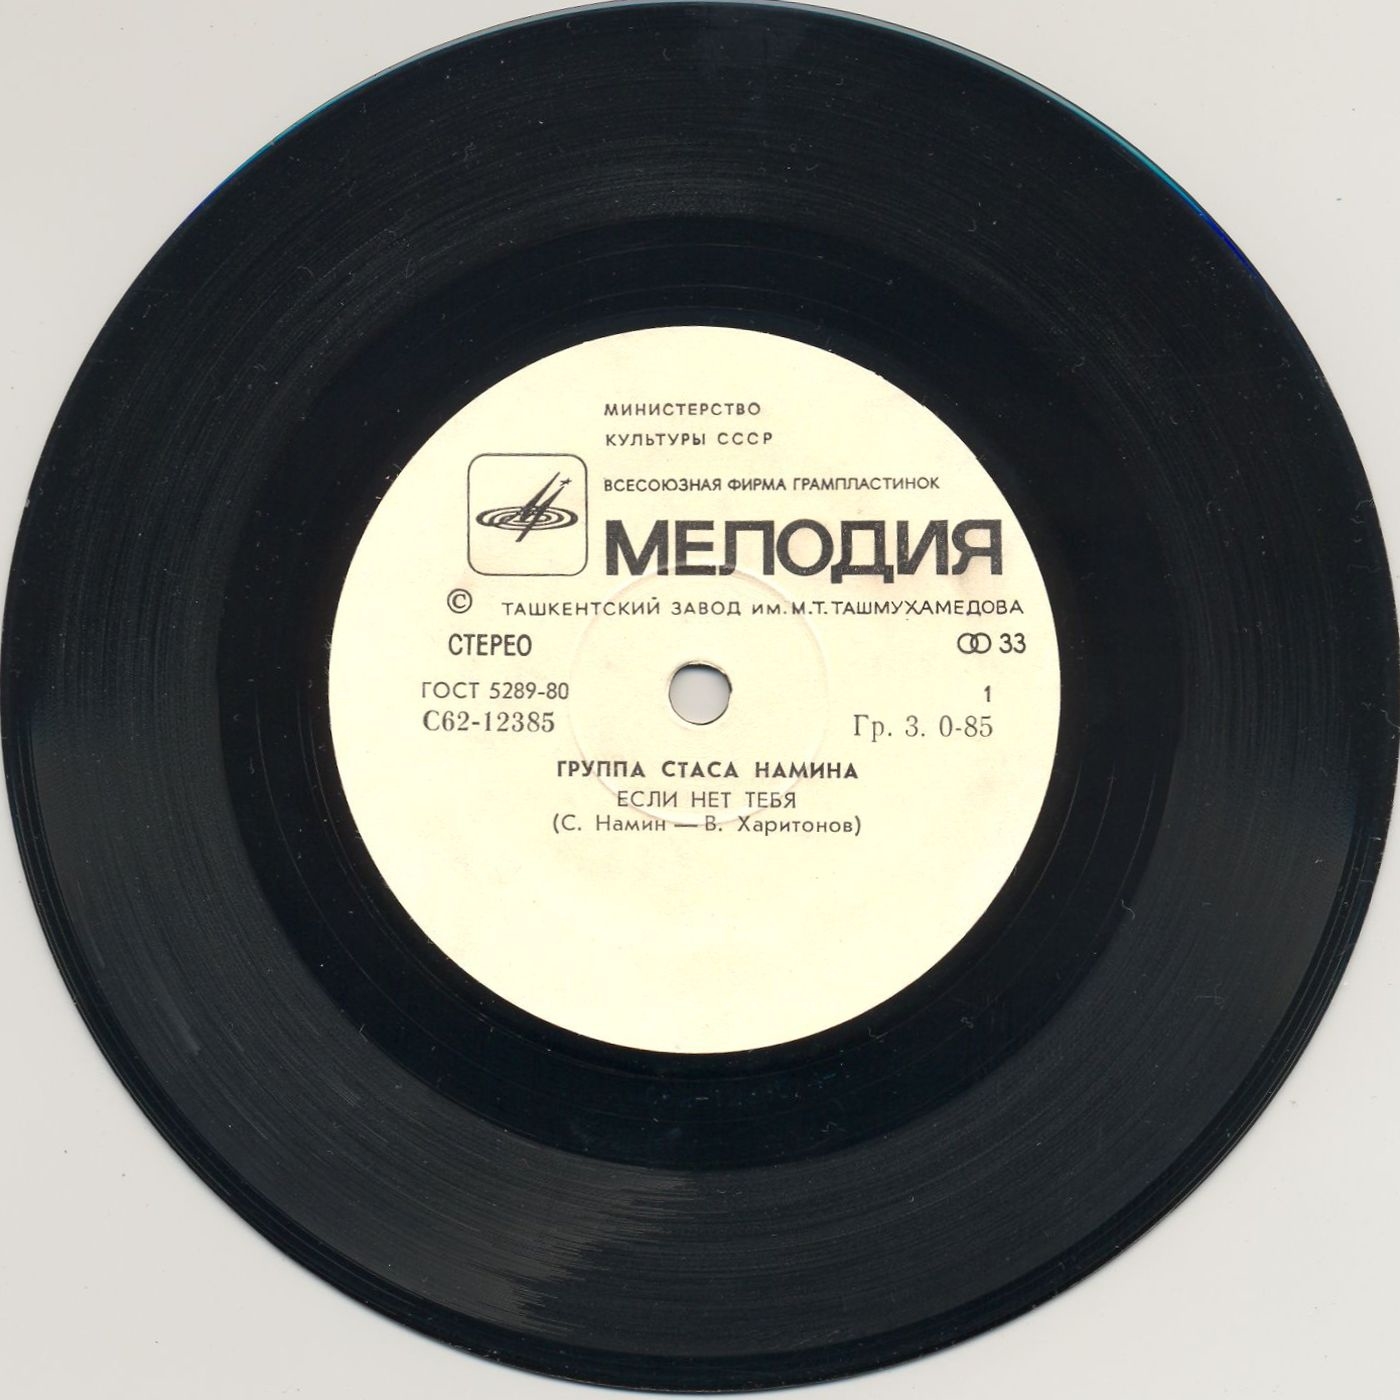 МИНИСТЕРСТВО
КУЛЬТУРЫ СССР
ВСЕСОЮЗНАЯ ФИРМА ГРАМПЛАСТИНОК
МЕЛОДИЯ
© ТАШКЕНТСКИЙ ЗАВОД им. М.Т. ТАШМУХАМЕДОВА
СТЕРЕО 33
ГОСТ 5289-80 1
С62-12385 Гр. 3. 0-85
ГРУППА СТАСА НАМИНА
ЕСЛИ НЕТ ТЕБЯ
(С. Намин — В. Харитонов)